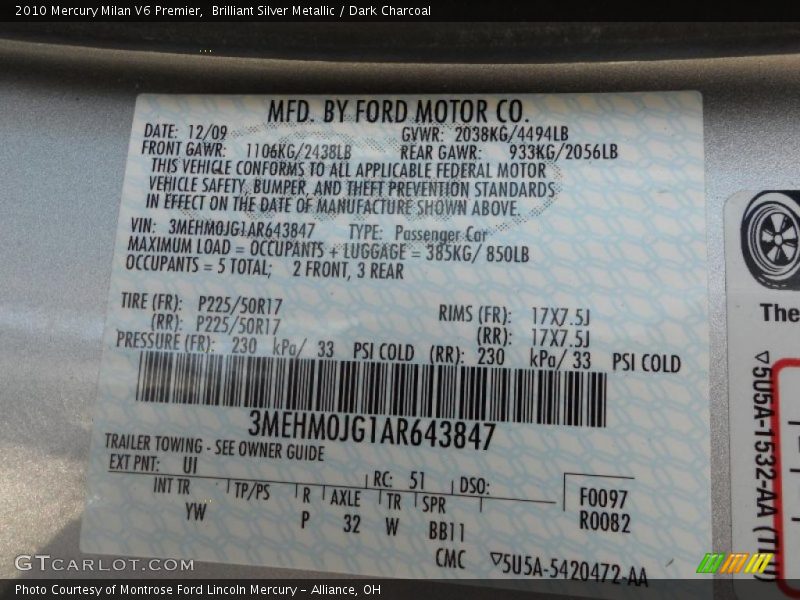 2010 Mercury Milan V6 Premier, Brilliant Silver Metallic / Dark Charcoal
MFD. BY FORD MOTOR CO.
DATE: 12/09 GVWR: 2038KG/4494LB
FRONT GAWR: 1106KG/2438LB REAR GAWR: 933KG/2056LB
THIS VEHICLE CONFORMS TO ALL APPLICABLE FEDERAL MOTOR
VEHICLE SAFETY, BUMPER, AND THEFT PREVENTION STANDARDS
IN EFFECT ON THE DATE OF MANUFACTURE SHOWN ABOVE.
VIN: 3MEHM0JG1AR643847 TYPE: Passenger Car
MAXIMUM LOAD = OCCUPANTS + LUGGAGE = 385KG/ 850LB
OCCUPANTS = 5 TOTAL; 2 FRONT, 3 REAR
TIRE (FR): P225/50R17 RIMS (FR): 17X7.5J
(RR): P225/50R17 (RR): 17X7.5J
PRESSURE (FR): 230 kPa/ 33 PSI COLD (RR): 230 kPa/ 33 PSI COLD
3MEHM0JG1AR643847
TRAILER TOWING - SEE OWNER GUIDE
EXT PNT: UI RC: 51 DSO:
INT TR TP/PS R AXLE TR SPR F0097
YW P 32 W BB11 R0082
CMC 5U5A-5420472-AA
The
5U5A-1532-AA
GTCARLOT.COM
Photo Courtesy of Montrose Ford Lincoln Mercury - Alliance, OH